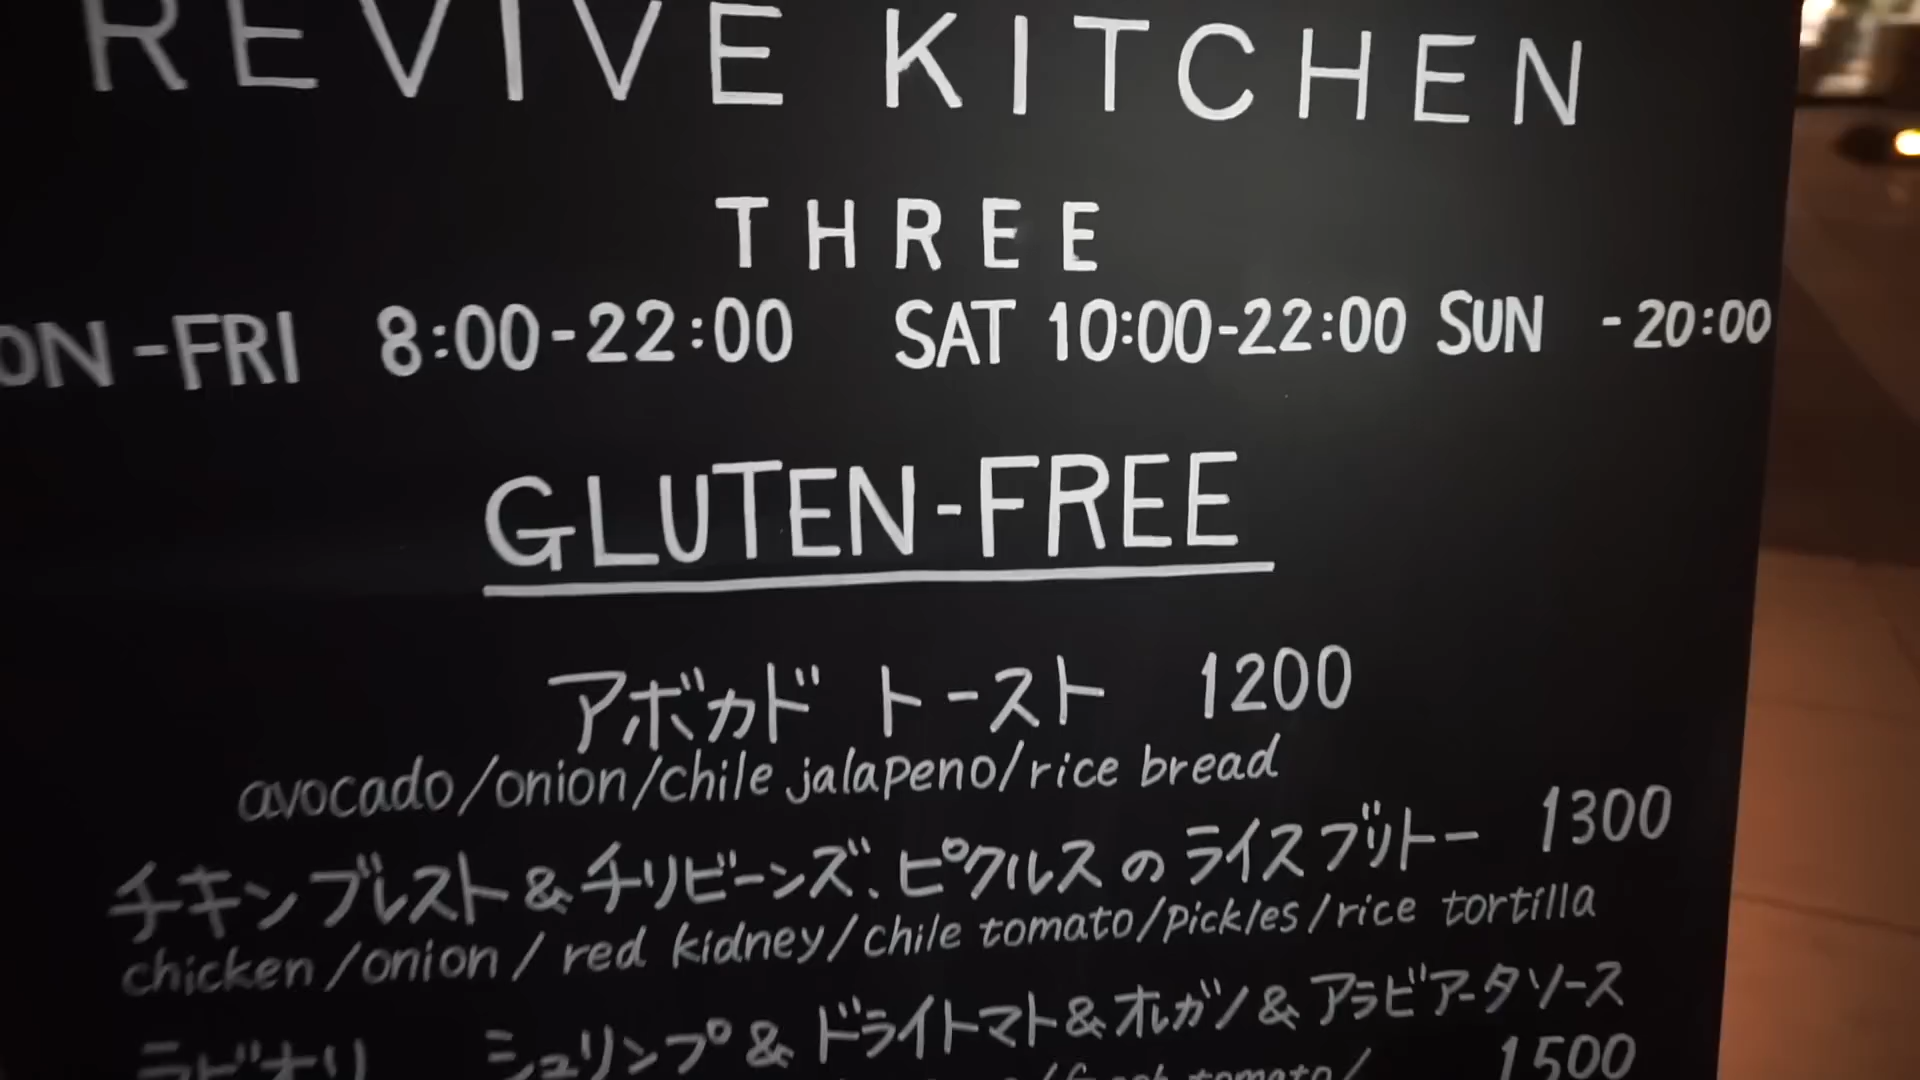 REVIVE KITCHEN
THREE
ON-FRI 8:00-22:00 SAT 10:00-22:00 SUN -20:00
GLUTEN-FREE
アボカド トースト 1200
avocado/onion/chile jalapeno/rice bread
チキンブレスト&チリビーンズ、ピクルスのライスブリトー 1300
chicken/onion/red kidney/chile tomato/pickles/rice tortilla
シュリンプ&ドライトマト&オレガノ&アラビアータソース
tomato/ 1500